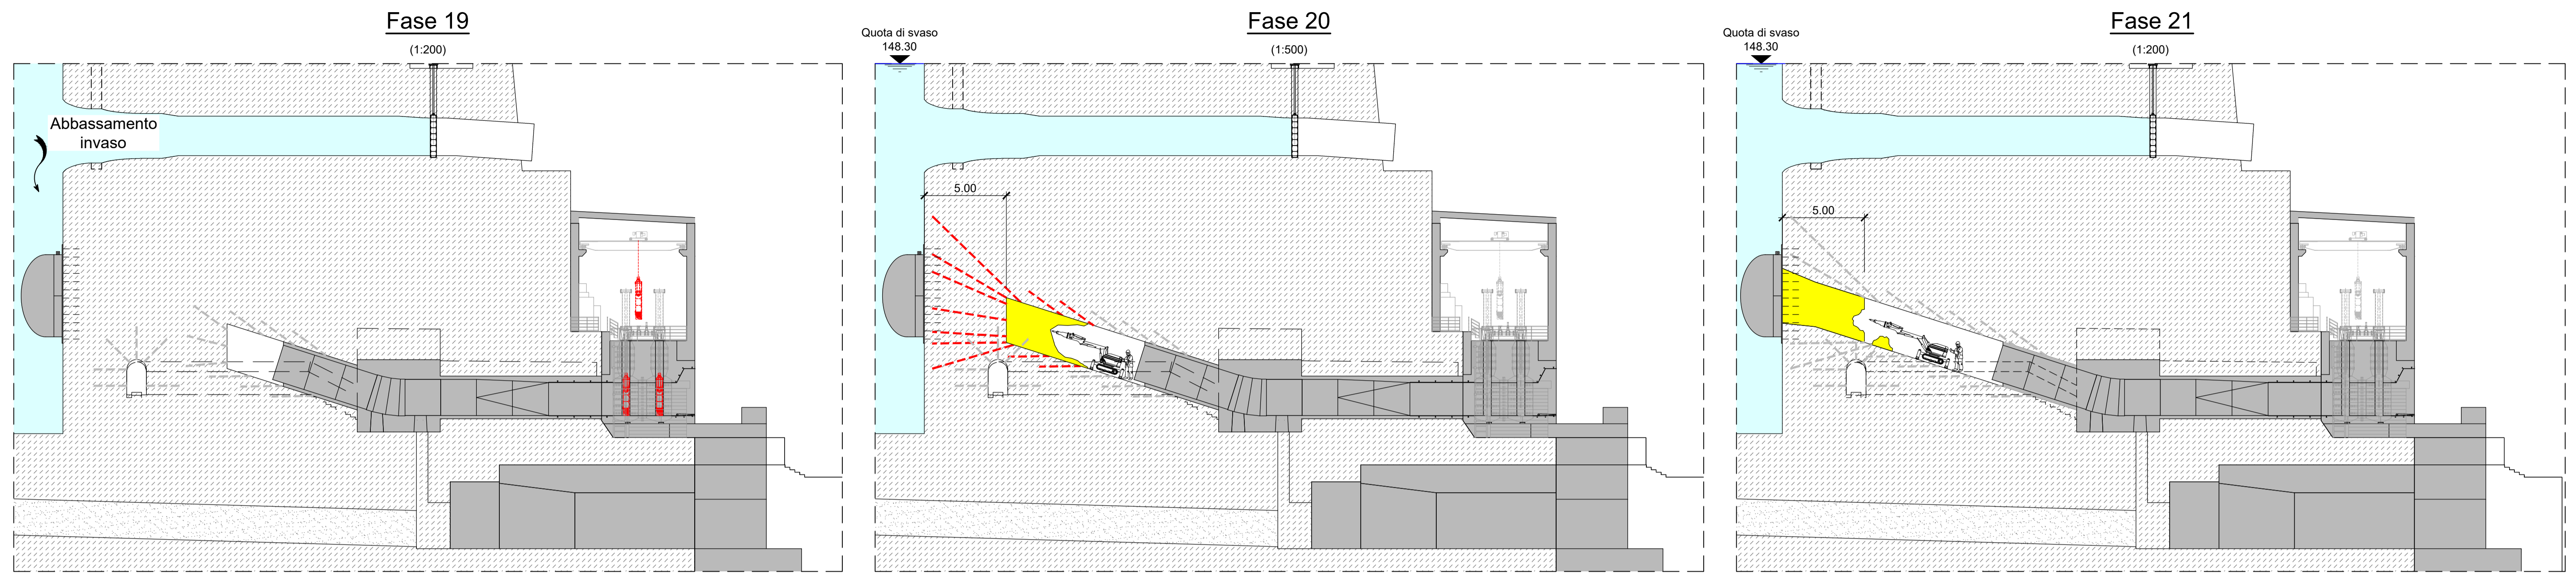 Fase 19
(1:200)
Abbassamento
invaso
Fase 20
(1:500)
Quota di svaso
148.30
5.00
Fase 21
(1:200)
Quota di svaso
148.30
5.00